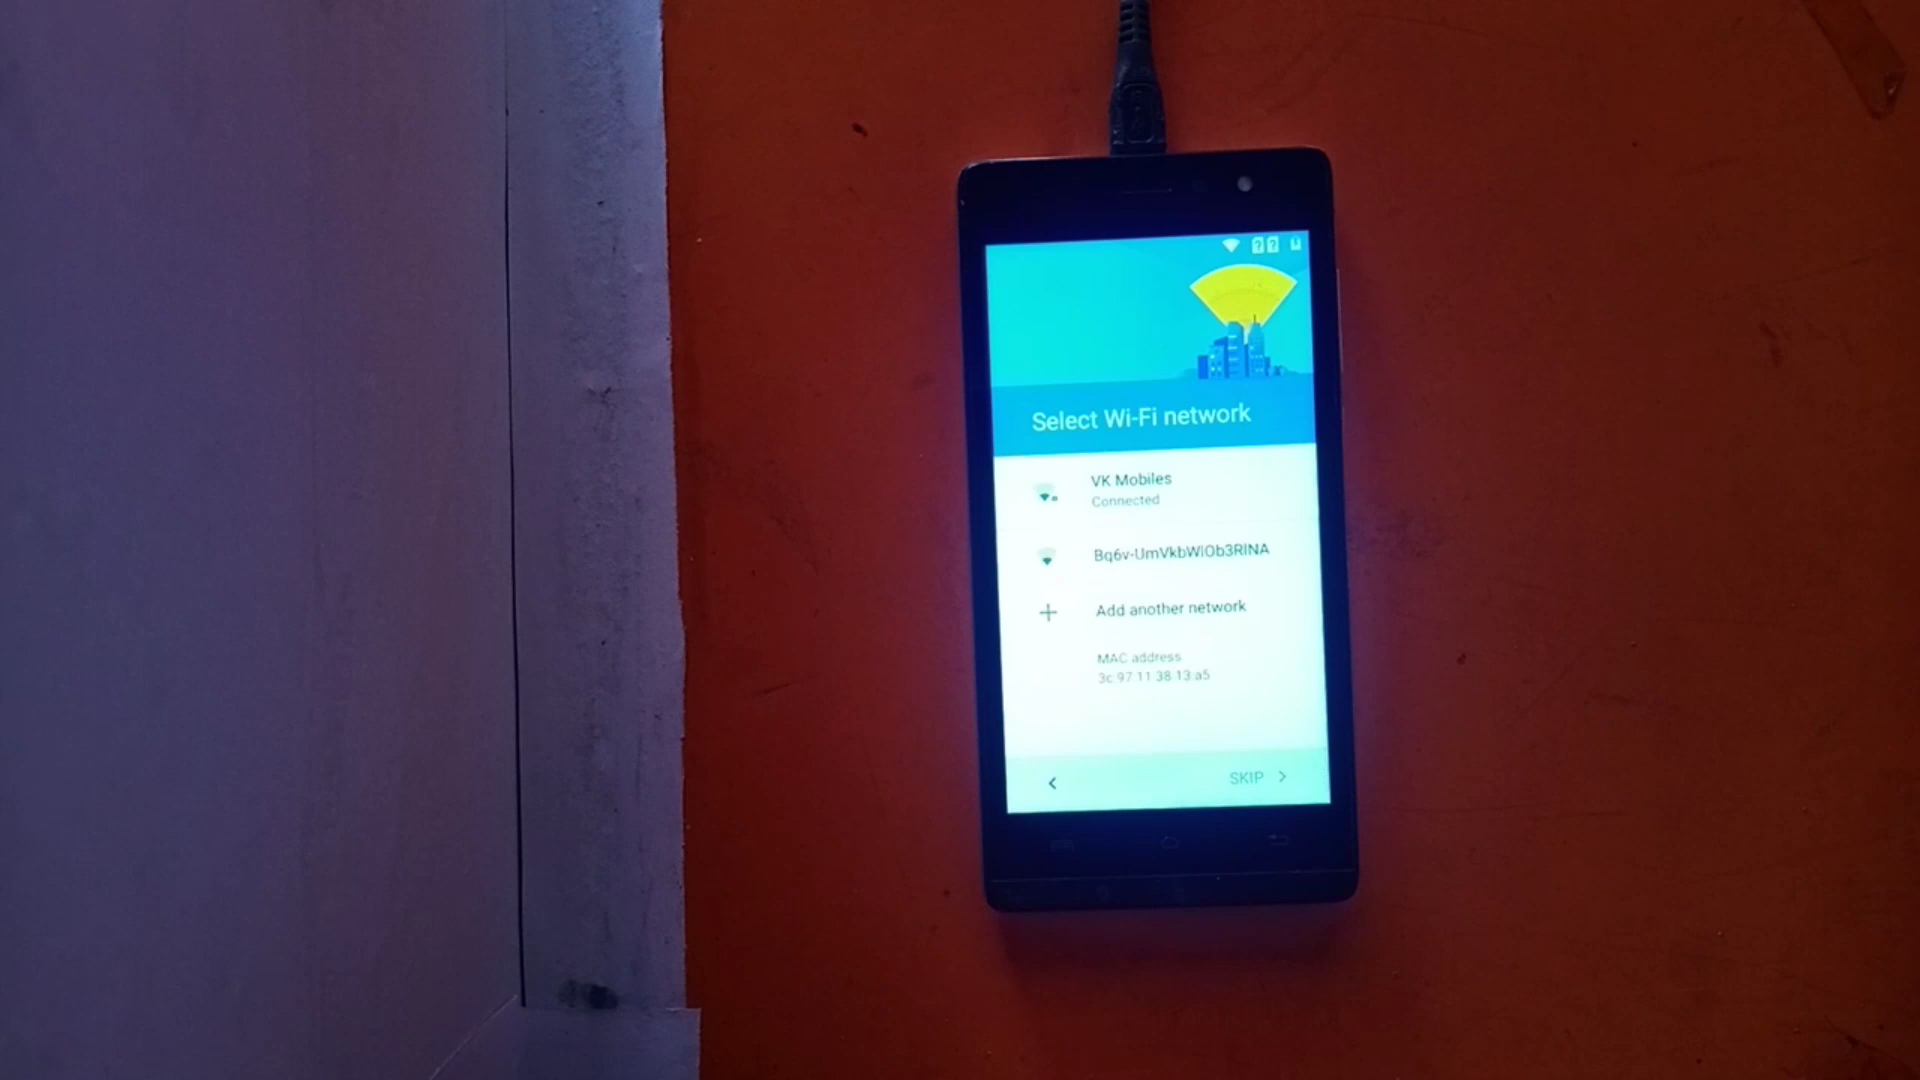 Select Wi-Fi network
VK Mobiles
Connected
Bq6v-UmVkbWlOb3RlNA
Add another network
MAC address
3c:97:11:38:13:a5
SKIP